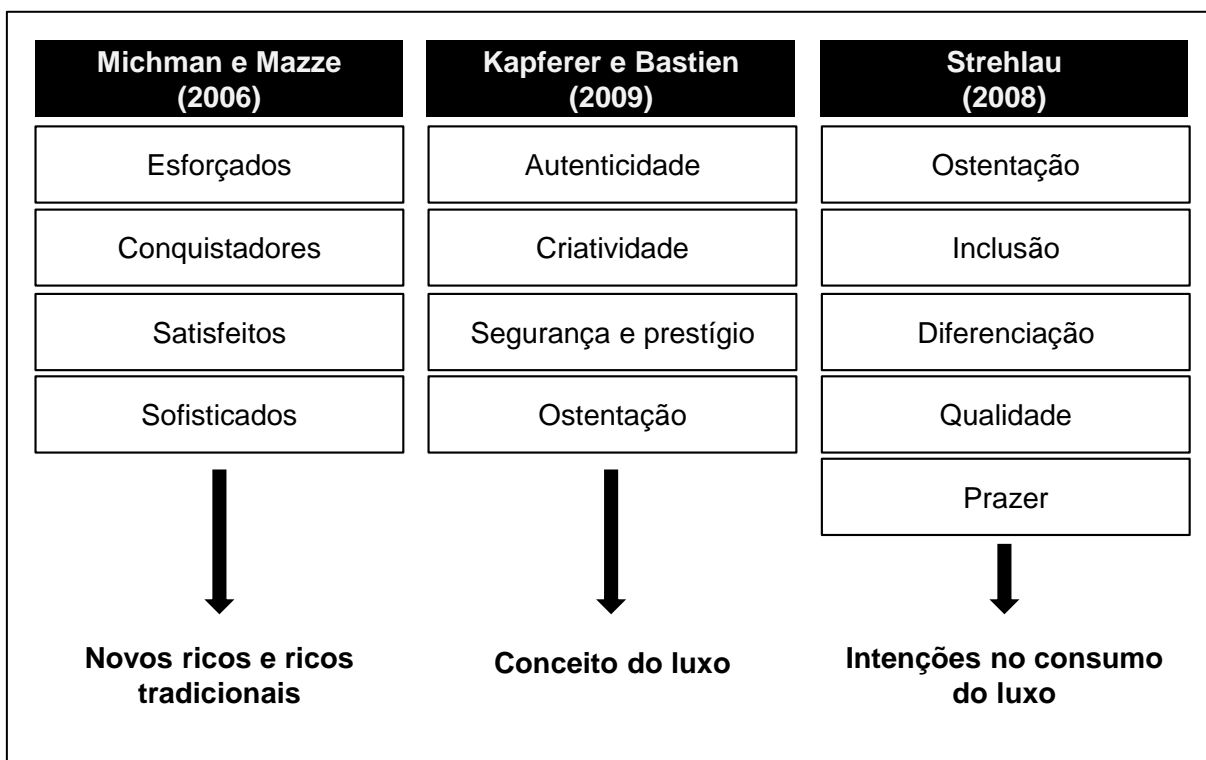 Michman e Mazze
(2006)
Esforçados
Conquistadores
Satisfeitos
Sofisticados
Novos ricos e ricos
tradicionais
Kapferer e Bastien
(2009)
Autenticidade
Criatividade
Segurança e prestígio
Ostentação
Conceito do luxo
Strehlau
(2008)
Ostentação
Inclusão
Diferenciação
Qualidade
Prazer
Intenções no consumo
do luxo